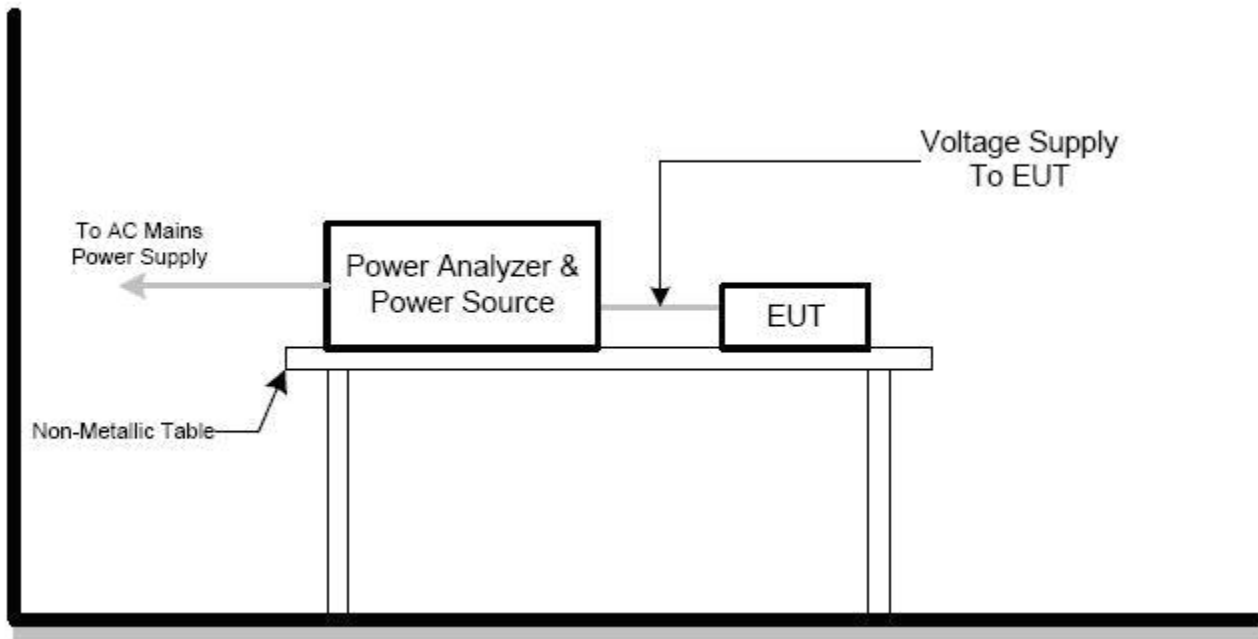 Voltage Supply
To EUT
To AC Mains
Power Supply
Power Analyzer &
Power Source
EUT
Non-Metallic Table